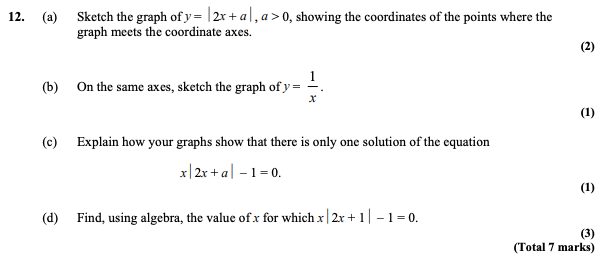 12. (a) Sketch the graph of y = |2x + a|, a > 0, showing the coordinates of the points where the
graph meets the coordinate axes.
(2)
(b) On the same axes, sketch the graph of y = 1/x.
(1)
(c) Explain how your graphs show that there is only one solution of the equation
x|2x + a| − 1 = 0.
(1)
(d) Find, using algebra, the value of x for which x|2x + 1| − 1 = 0.
(3)
(Total 7 marks)